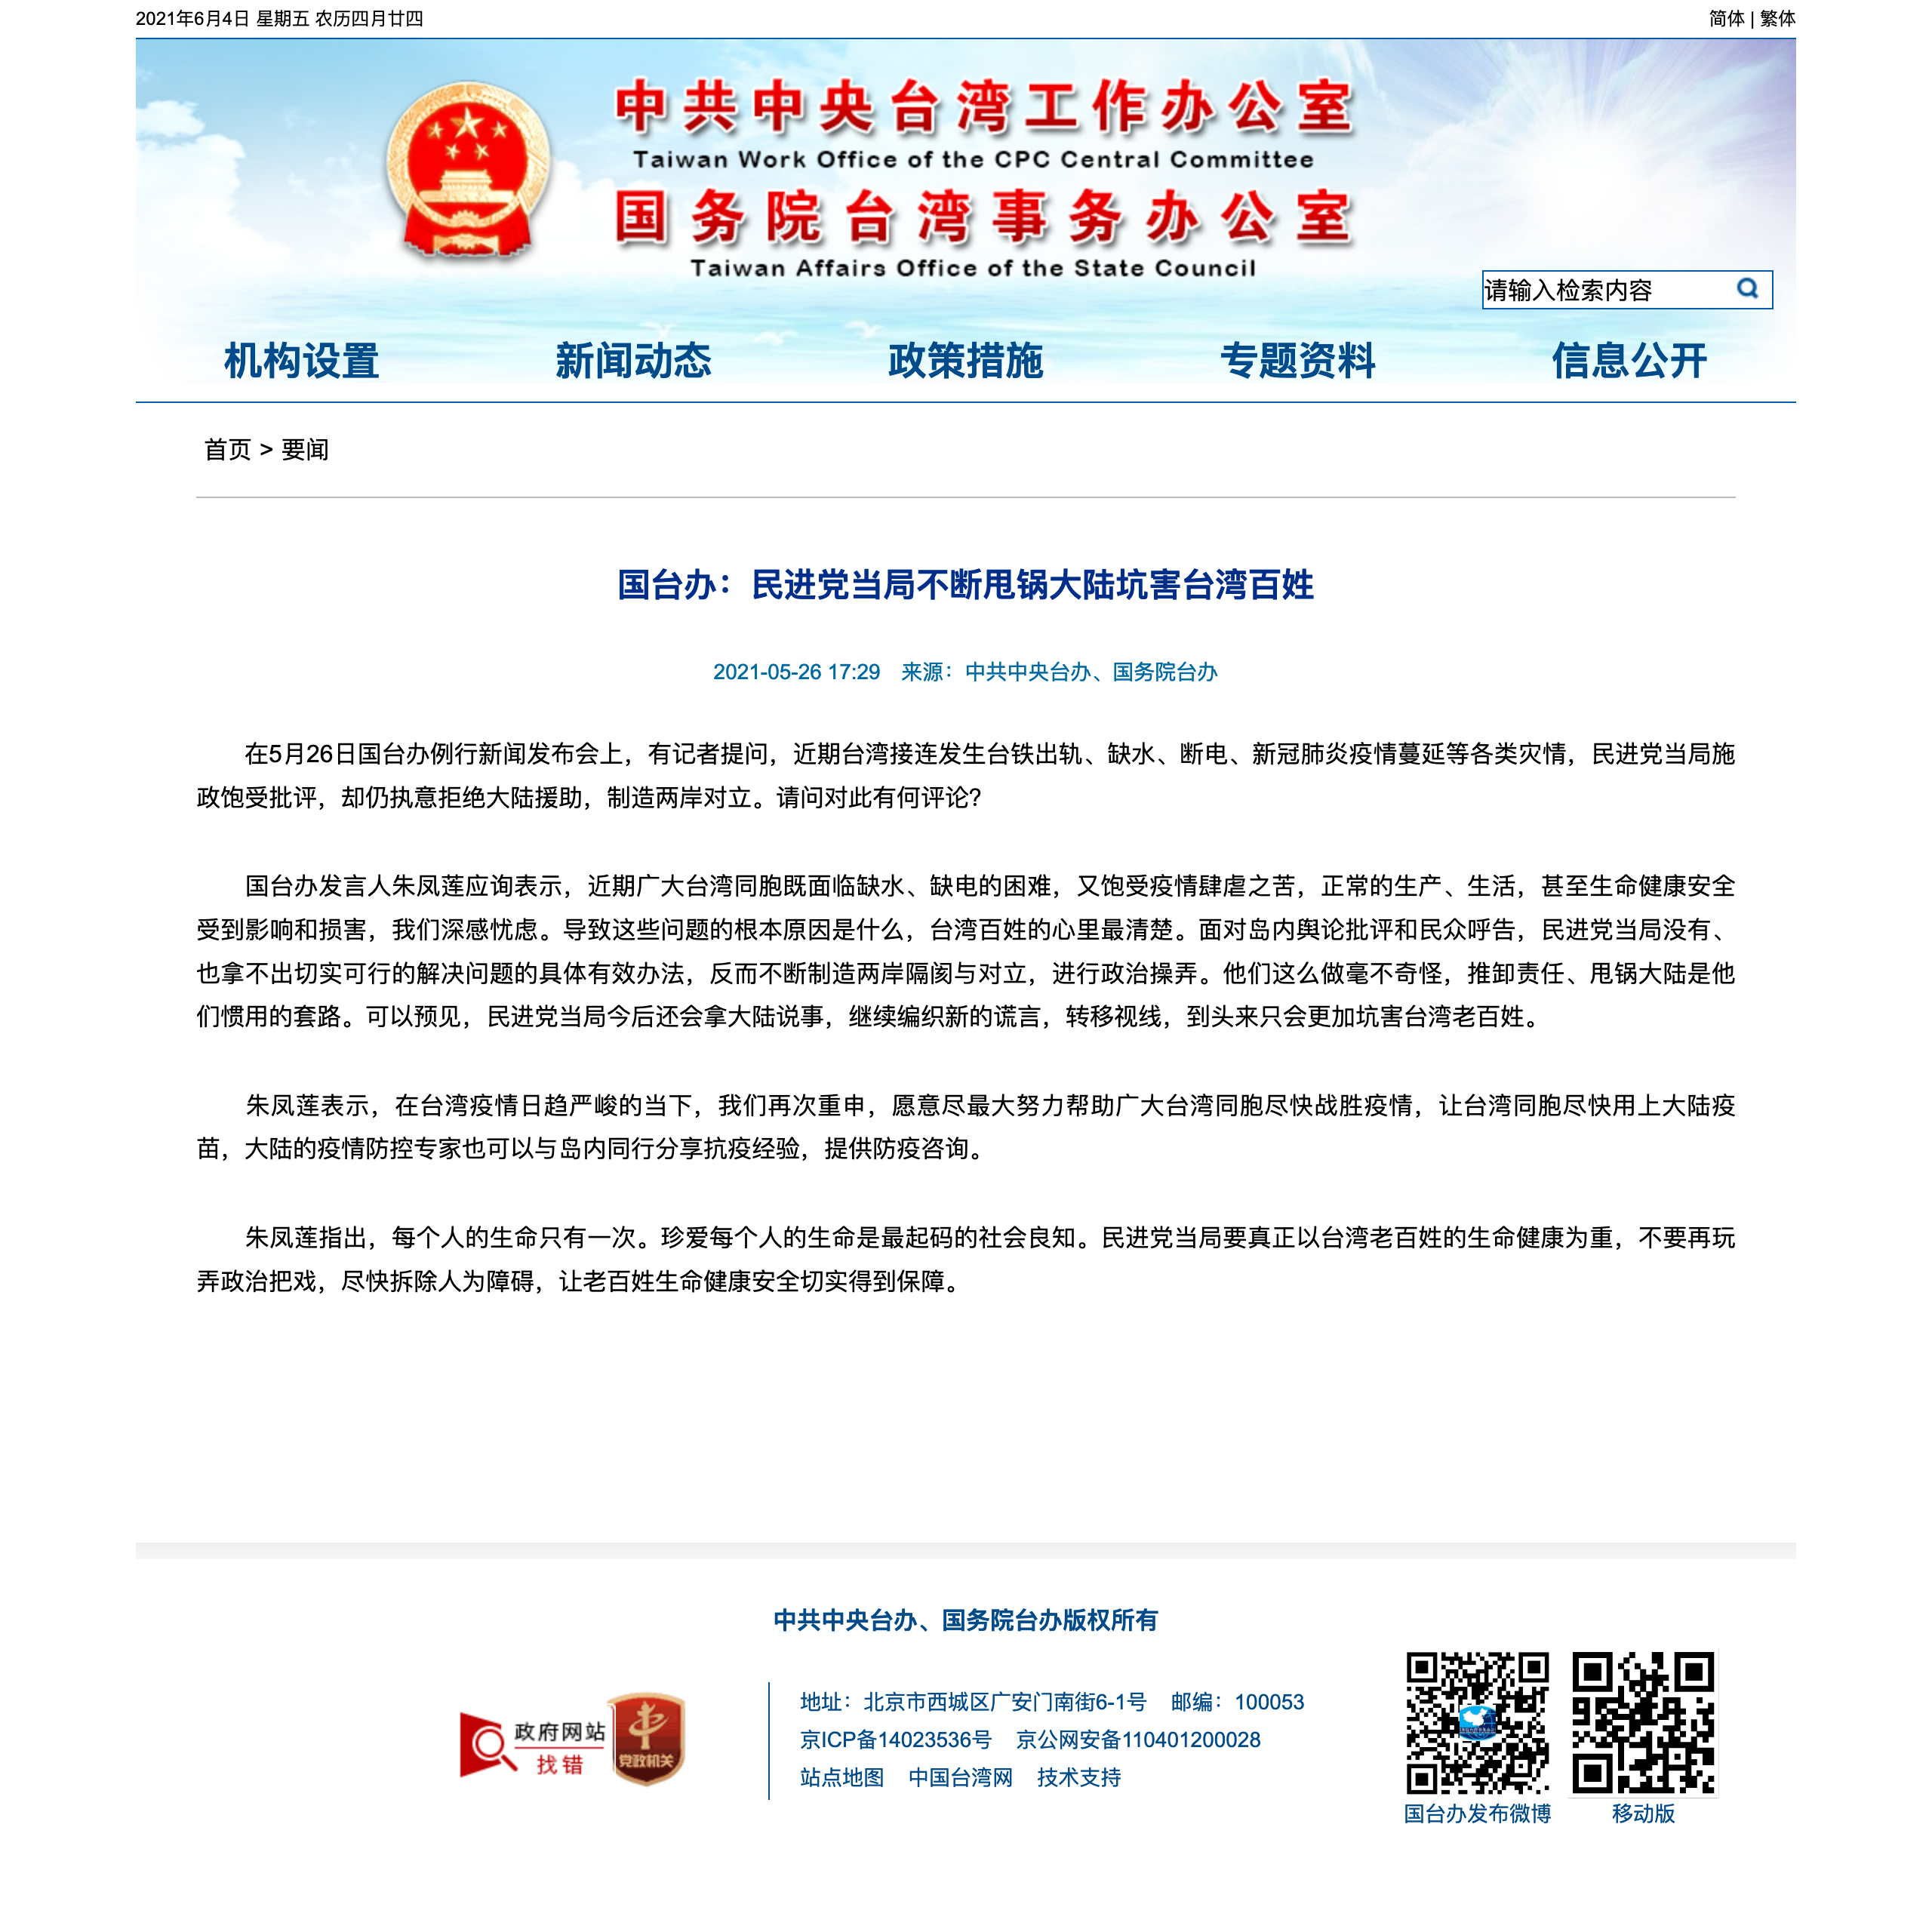 2021年6月4日 星期五 农历四月廿四
简体 | 繁体
中共中央台湾工作办公室
Taiwan Work Office of the CPC Central Committee
国务院台湾事务办公室
Taiwan Affairs Office of the State Council
请输入检索内容
机构设置 新闻动态 政策措施 专题资料 信息公开
首页 > 要闻
国台办：民进党当局不断甩锅大陆坑害台湾百姓
2021-05-26 17:29 来源：中共中央台办、国务院台办
在5月26日国台办例行新闻发布会上，有记者提问，近期台湾接连发生台铁出轨、缺水、断电、新冠肺炎疫情蔓延等各类灾情，民进党当局施
政饱受批评，却仍执意拒绝大陆援助，制造两岸对立。请问对此有何评论？
国台办发言人朱凤莲应询表示，近期广大台湾同胞既面临缺水、缺电的困难，又饱受疫情肆虐之苦，正常的生产、生活，甚至生命健康安全
受到影响和损害，我们深感忧虑。导致这些问题的根本原因是什么，台湾百姓的心里最清楚。面对岛内舆论批评和民众呼告，民进党当局没有、
也拿不出切实可行的解决问题的具体有效办法，反而不断制造两岸隔阂与对立，进行政治操弄。他们这么做毫不奇怪，推卸责任、甩锅大陆是他
们惯用的套路。可以预见，民进党当局今后还会拿大陆说事，继续编织新的谎言，转移视线，到头来只会更加坑害台湾老百姓。
朱凤莲表示，在台湾疫情日趋严峻的当下，我们再次重申，愿意尽最大努力帮助广大台湾同胞尽快战胜疫情，让台湾同胞尽快用上大陆疫
苗，大陆的疫情防控专家也可以与岛内同行分享抗疫经验，提供防疫咨询。
朱凤莲指出，每个人的生命只有一次。珍爱每个人的生命是最起码的社会良知。民进党当局要真正以台湾老百姓的生命健康为重，不要再玩
弄政治把戏，尽快拆除人为障碍，让老百姓生命健康安全切实得到保障。
中共中央台办、国务院台办版权所有
政府网站
找错
党政机关
地址：北京市西城区广安门南街6-1号 邮编：100053
京ICP备14023536号 京公网安备110401200028
站点地图 中国台湾网 技术支持
国台办发布微博
移动版